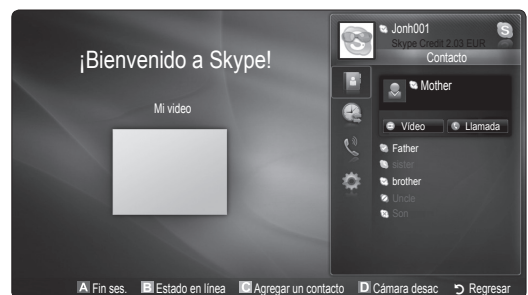 ¡Bienvenido a Skype!
Mi video
Jonh001
Skype Credit 2.03 EUR
Contacto
Mother
Vídeo
Llamada
Father
sister
brother
Uncle
Son
A Fin ses. B Estado en línea C Agregar un contacto D Cámara desac Regresar